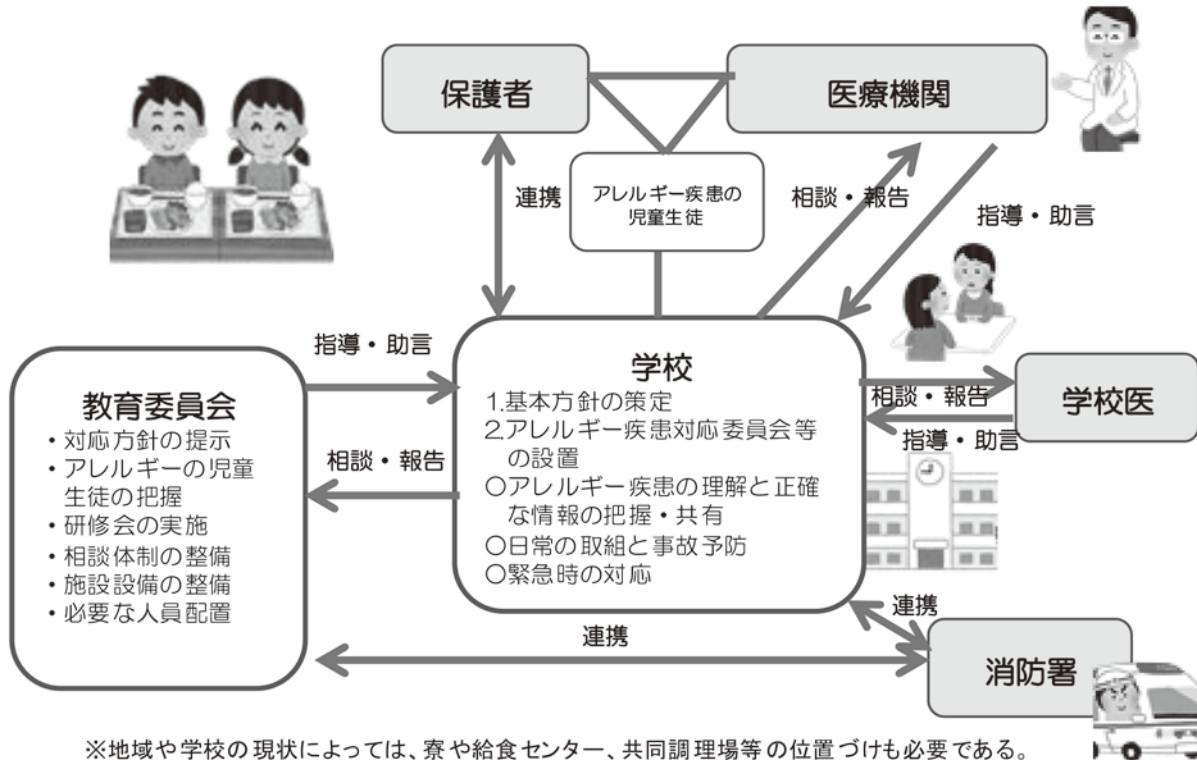 保護者
医療機関
連携
アレルギー疾患の
児童生徒
相談・報告
指導・助言
指導・助言
学校
1.基本方針の策定
2.アレルギー疾患対応委員会等
の設置
○アレルギー疾患の理解と正確
な情報の把握・共有
○日常の取組と事故予防
○緊急時の対応
教育委員会
・対応方針の提示
・アレルギーの児童
生徒の把握
・研修会の実施
・相談体制の整備
・施設設備の整備
・必要な人員配置
相談・報告
相談・報告
指導・助言
学校医
連携
連携
消防署
※地域や学校の現状によっては、寮や給食センター、共同調理場等の位置づけも必要である。